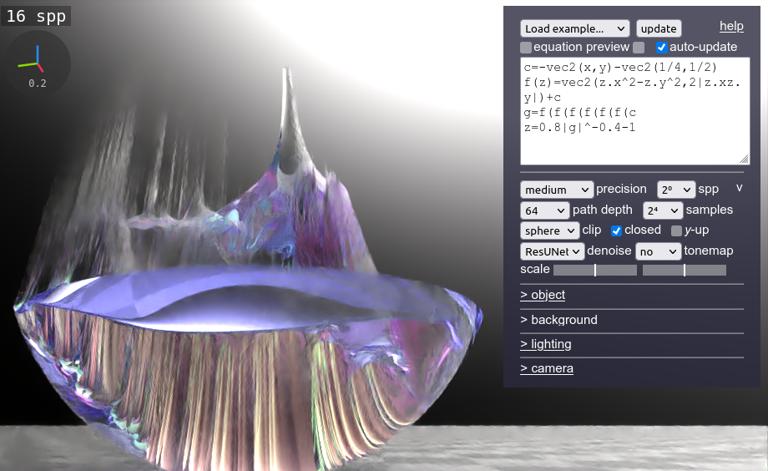 16 spp
0.2
Load example...
update
help
equation preview
auto-update
c=-vec2(x,y)-vec2(1/4,1/2)
f(z)=vec2(z.x^2-z.y^2,2|z.xz.
y|)+c
g=f(f(f(f(f(f(c
z=0.8|g|^-0.4-1
medium precision 2⁰ spp v
64 path depth 2⁴ samples
sphere clip closed y-up
ResUNet denoise no tonemap
scale
> object
> background
> lighting
> camera